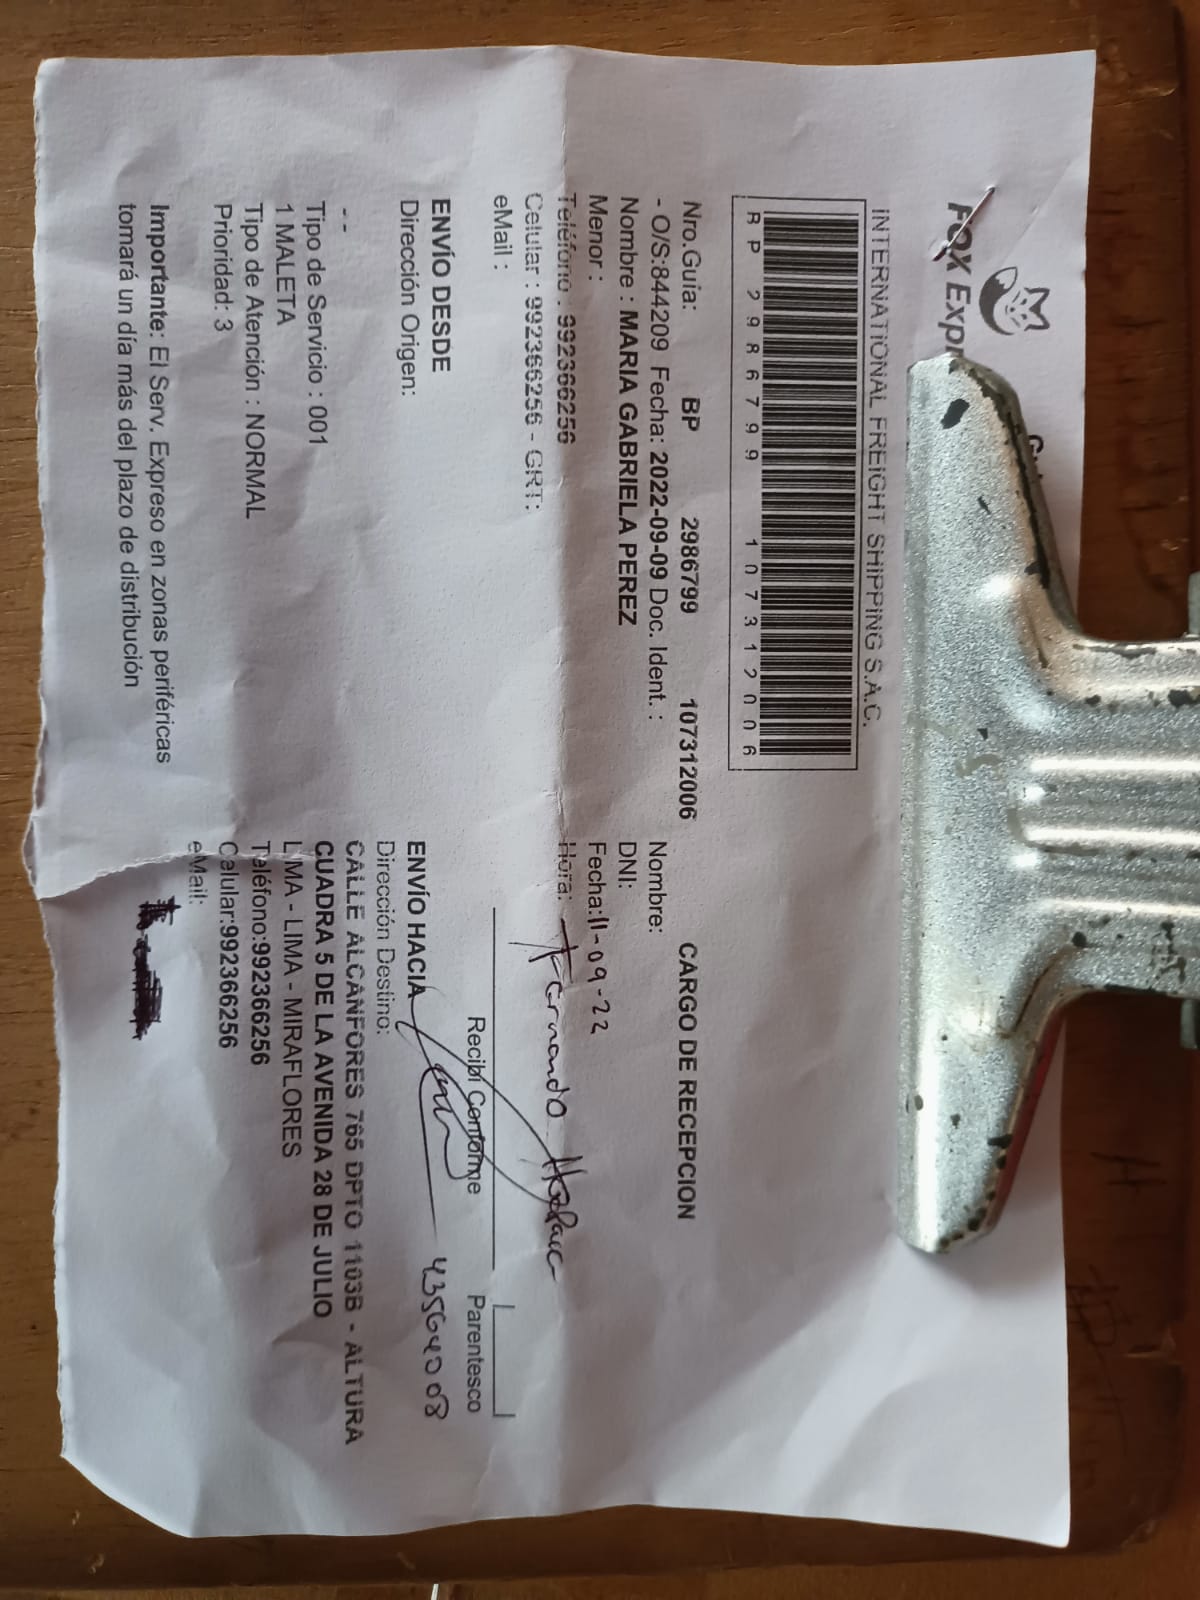 FOX Expr
INTERNATIONAL FREIGHT SHIPPING S.A.C.
BP 2986799 107312006
Nro.Guia: BP 2986799 107312006
- O/S:844209 Fecha: 2022-09-09 Doc. Ident. :
Nombre : MARIA GABRIELA PEREZ
Menor :
Teléfono : 992366256
Celular : 992366256 - GRT:
eMail :
ENVÍO DESDE
Dirección Origen:
- -
Tipo de Servicio : 001
1 MALETA
Tipo de Atención : NORMAL
Prioridad: 3
Importante: El Serv. Expreso en zonas periféricas
tomará un día más del plazo de distribución
CARGO DE RECEPCION
Nombre:
DNI:
Fecha:11-09-22
Hora: Fernando
Recibí Conforme Parentesco
43564008
ENVÍO HACIA
Dirección Destino:
CALLE ALCANFORES 765 DPTO 1103B - ALTURA
CUADRA 5 DE LA AVENIDA 28 DE JULIO
LIMA - LIMA - MIRAFLORES
Teléfono:992366256
Celular:992366256
eMail: